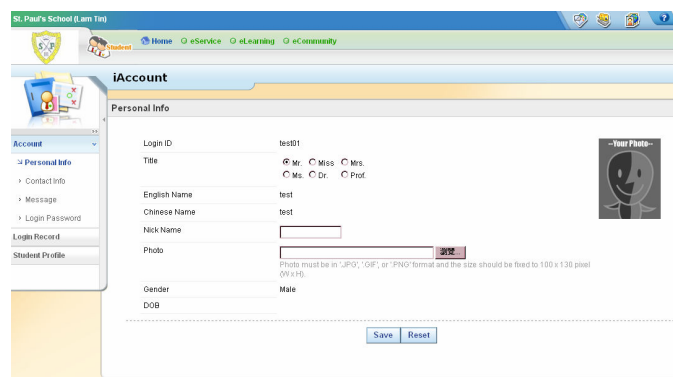 St. Paul's School (Lam Tin)
S P
Student
Home eService eLearning eCommunity
iAccount
Personal Info
Account
Personal Info
Contact Info
Message
Login Password
Login Record
Student Profile
Login ID test01
Title Mr. Miss Mrs.
Ms. Dr. Prof.
English Name test
Chinese Name test
Nick Name
Photo 瀏覽...
Photo must be in '.JPG', '.GIF', or '.PNG' format and the size should be fixed to 100 x 130 pixel
(W x H).
Gender Male
DOB
--Your Photo--
Save Reset